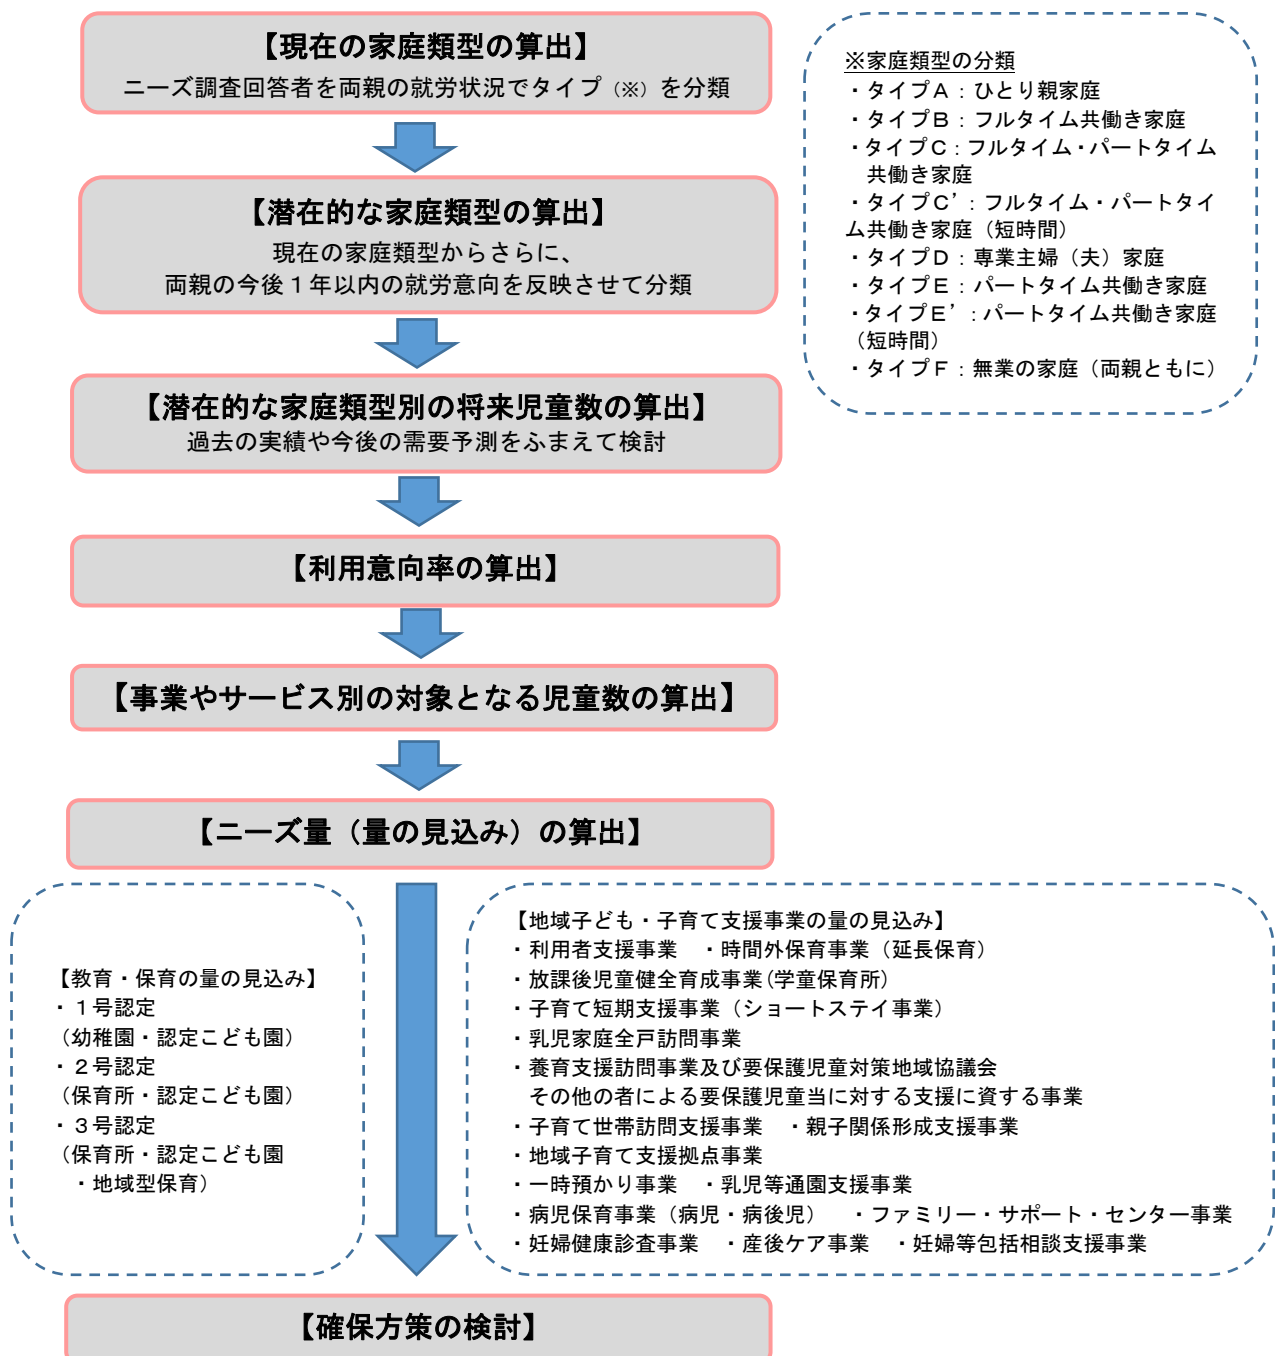 【現在の家庭類型の算出】
ニーズ調査回答者を両親の就労状況でタイプ（※）を分類
【潜在的な家庭類型の算出】
現在の家庭類型からさらに、
両親の今後１年以内の就労意向を反映させて分類
【潜在的な家庭類型別の将来児童数の算出】
過去の実績や今後の需要予測をふまえて検討
【利用意向率の算出】
【事業やサービス別の対象となる児童数の算出】
【ニーズ量（量の見込み）の算出】
※家庭類型の分類
・タイプＡ：ひとり親家庭
・タイプＢ：フルタイム共働き家庭
・タイプＣ：フルタイム・パートタイム
共働き家庭
・タイプＣ’：フルタイム・パートタイ
ム共働き家庭（短時間）
・タイプＤ：専業主婦（夫）家庭
・タイプＥ：パートタイム共働き家庭
・タイプＥ’：パートタイム共働き家庭
（短時間）
・タイプＦ：無業の家庭（両親ともに）
【教育・保育の量の見込み】
・１号認定
（幼稚園・認定こども園）
・２号認定
（保育所・認定こども園）
・３号認定
（保育所・認定こども園
・地域型保育）
【地域子ども・子育て支援事業の量の見込み】
・利用者支援事業　・時間外保育事業（延長保育）
・放課後児童健全育成事業(学童保育所)
・子育て短期支援事業（ショートステイ事業）
・乳児家庭全戸訪問事業
・養育支援訪問事業及び要保護児童対策地域協議会
その他の者による要保護児童当に対する支援に資する事業
・子育て世帯訪問支援事業　・親子関係形成支援事業
・地域子育て支援拠点事業
・一時預かり事業　・乳児等通園支援事業
・病児保育事業（病児・病後児）　・ファミリー・サポート・センター事業
・妊婦健康診査事業　・産後ケア事業　・妊婦等包括相談支援事業
【確保方策の検討】